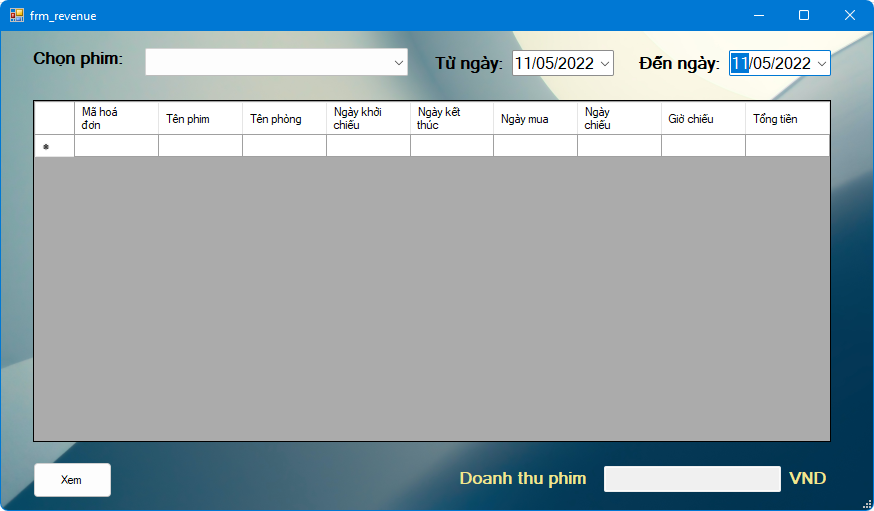 frm_revenue
Chọn phim:
Từ ngày: 11/05/2022 Đến ngày: 11/05/2022
Mã hoá đơn
Tên phim
Tên phòng
Ngày khởi chiếu
Ngày kết thúc
Ngày mua
Ngày chiếu
Giờ chiếu
Tổng tiền
Xem
Doanh thu phim
VND